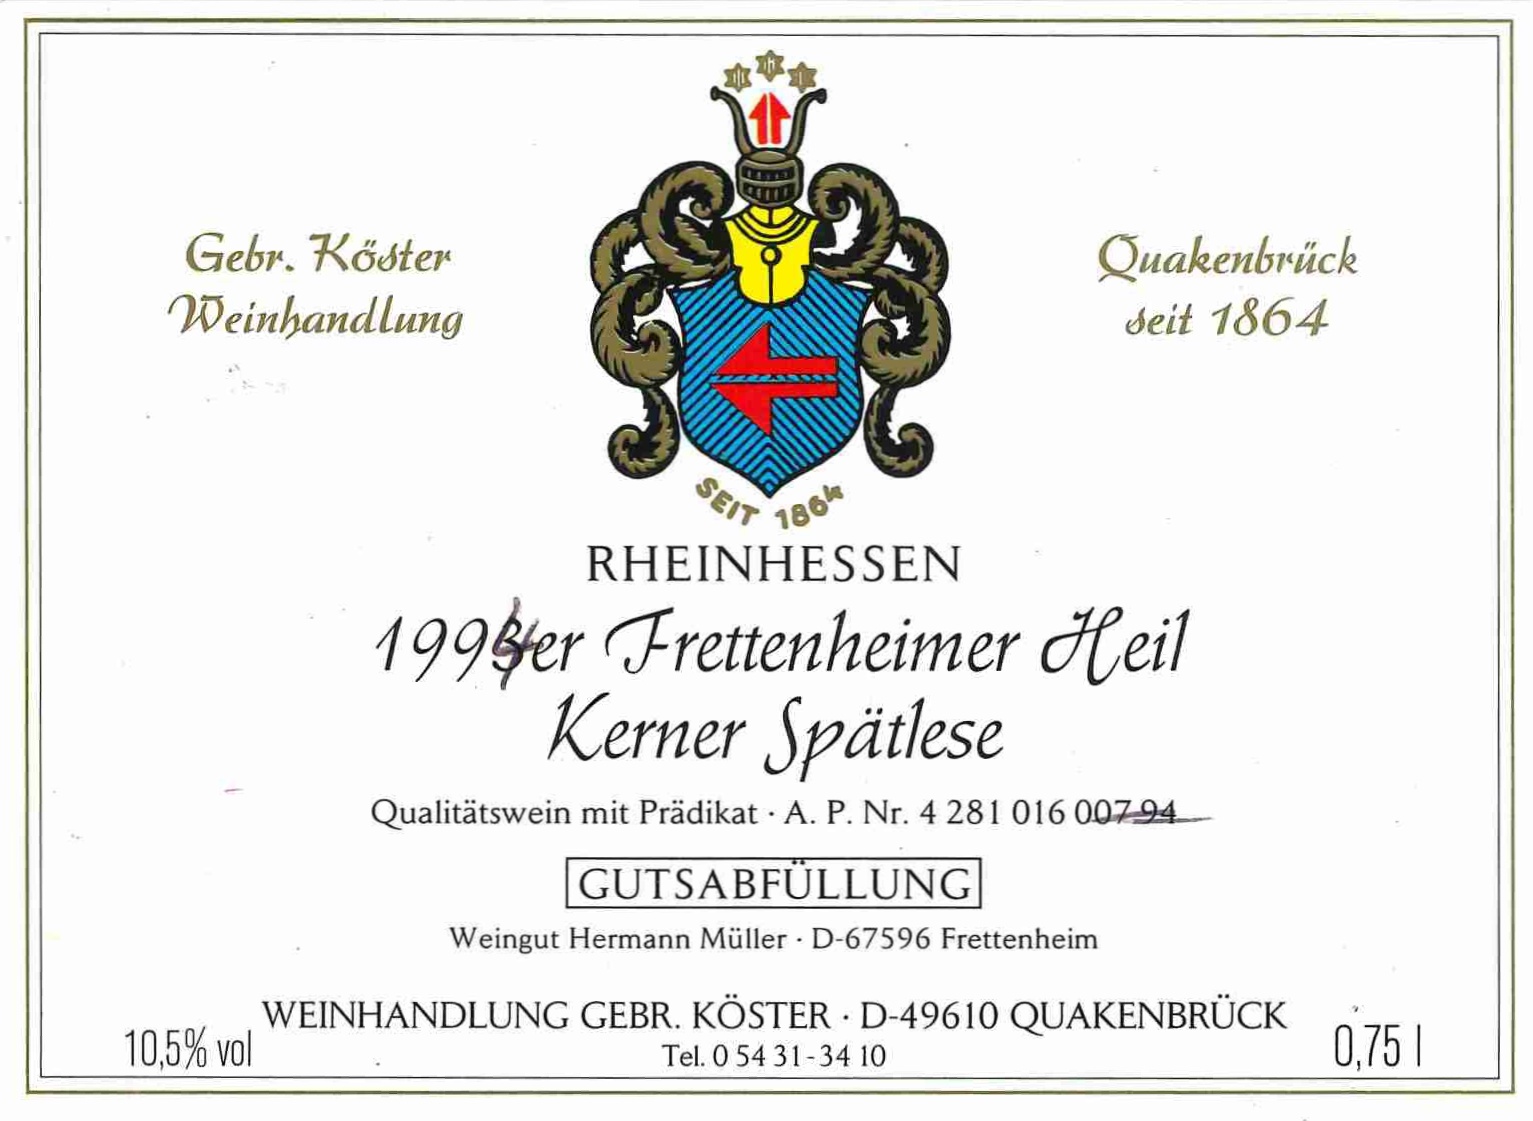 Gebr. Köster
Weinhandlung
Quakenbrück
seit 1864
SEIT 1864
RHEINHESSEN
1994er Frettenheimer Heil
Kerner Spätlese
Qualitätswein mit Prädikat · A. P. Nr. 4 281 016 007 94
GUTSABFÜLLUNG
Weingut Hermann Müller · D-67596 Frettenheim
WEINHANDLUNG GEBR. KÖSTER · D-49610 QUAKENBRÜCK
10,5% vol
Tel. 0 54 31 - 34 10
0,75 l